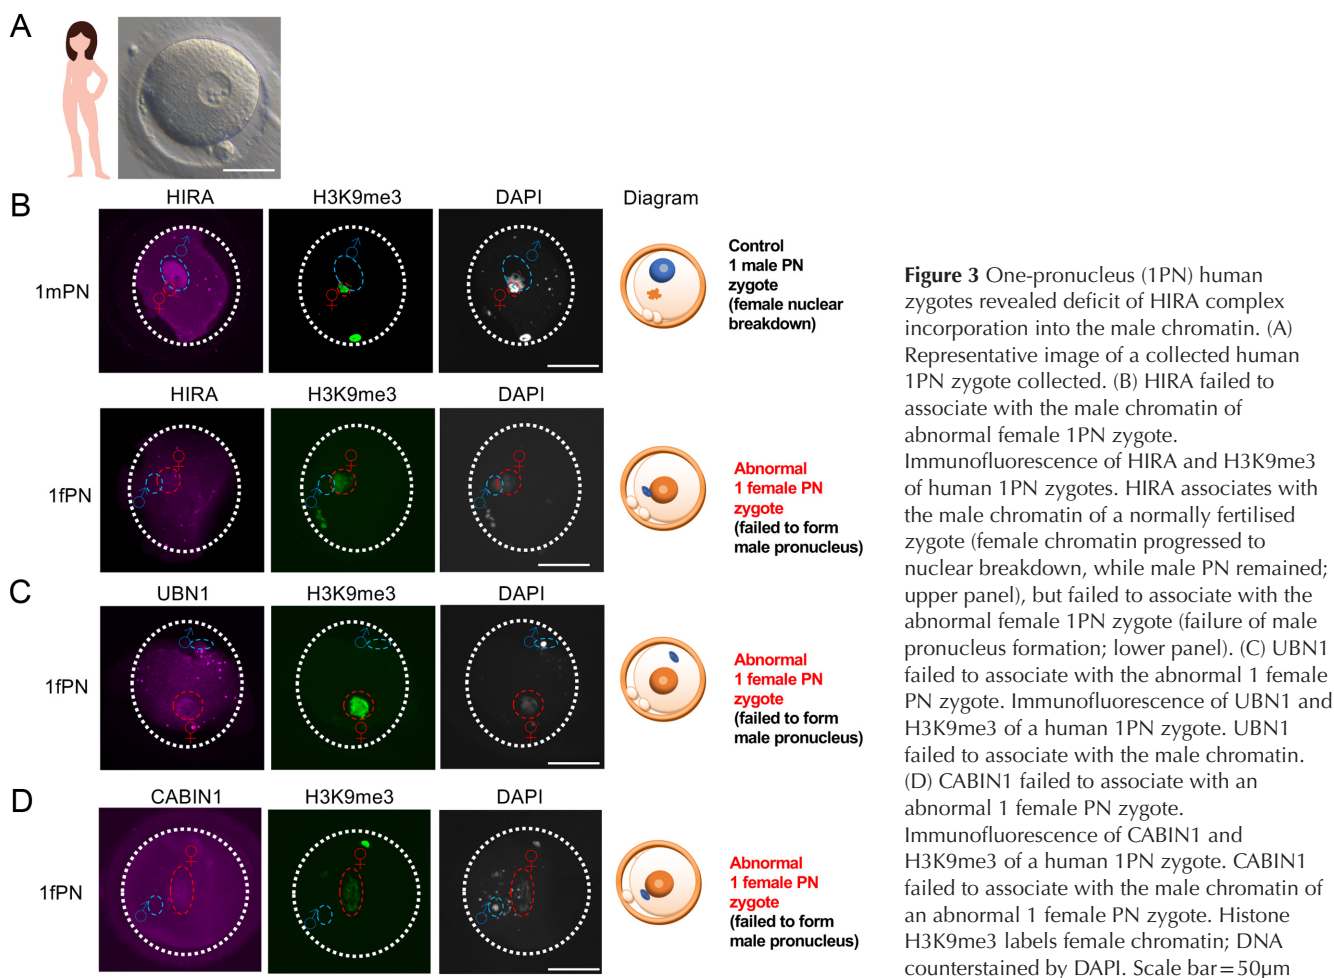 A
B
HIRA
H3K9me3
DAPI
Diagram
1mPN
♂
♀
♂
♀
♂
♀
Control
1 male PN
zygote
(female nuclear
breakdown)
HIRA
H3K9me3
DAPI
1fPN
♂
♀
♂
♀
♂
♀
Abnormal
1 female PN
zygote
(failed to form
male pronucleus)
C
UBN1
H3K9me3
DAPI
1fPN
♂
♀
♂
♀
♂
♀
Abnormal
1 female PN
zygote
(failed to form
male pronucleus)
D
CABIN1
H3K9me3
DAPI
1fPN
♂
♀
♂
♀
♂
♀
Abnormal
1 female PN
zygote
(failed to form
male pronucleus)
Figure 3 One-pronucleus (1PN) human
zygotes revealed deficit of HIRA complex
incorporation into the male chromatin. (A)
Representative image of a collected human
1PN zygote collected. (B) HIRA failed to
associate with the male chromatin of
abnormal female 1PN zygote.
Immunofluorescence of HIRA and H3K9me3
of human 1PN zygotes. HIRA associates with
the male chromatin of a normally fertilised
zygote (female chromatin progressed to
nuclear breakdown, while male PN remained;
upper panel), but failed to associate with the
abnormal female 1PN zygote (failure of male
pronucleus formation; lower panel). (C) UBN1
failed to associate with the abnormal 1 female
PN zygote. Immunofluorescence of UBN1 and
H3K9me3 of a human 1PN zygote. UBN1
failed to associate with the male chromatin.
(D) CABIN1 failed to associate with an
abnormal 1 female PN zygote.
Immunofluorescence of CABIN1 and
H3K9me3 of a human 1PN zygote. CABIN1
failed to associate with the male chromatin of
an abnormal 1 female PN zygote. Histone
H3K9me3 labels female chromatin; DNA
counterstained by DAPI. Scale bar=50μm